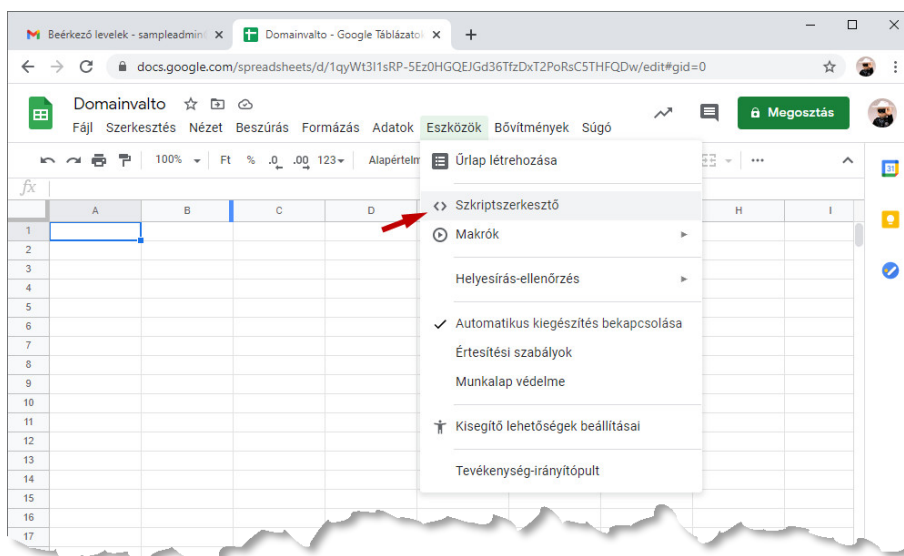 Beérkező levelek - sampleadmin
Domainvalto - Google Táblázatok
docs.google.com/spreadsheets/d/1qyWt3I1sRP-5Ez0HGQEJGd36TfzDxT2PoRsC5THFQDw/edit#gid=0
Domainvalto
Fájl Szerkesztés Nézet Beszúrás Formázás Adatok Eszközök Bővítmények Súgó
Megosztás
100% Ft % .0 .00 123 Alapértelm
Űrlap létrehozása
31
fx
Szkriptszerkesztő
A B C D H I
Makrók
Helyesírás-ellenőrzés
Automatikus kiegészítés bekapcsolása
Értesítési szabályok
Munkalap védelme
Kisegítő lehetőségek beállításai
Tevékenység-irányítópult
1
2
3
4
5
6
7
8
9
10
11
12
13
14
15
16
17